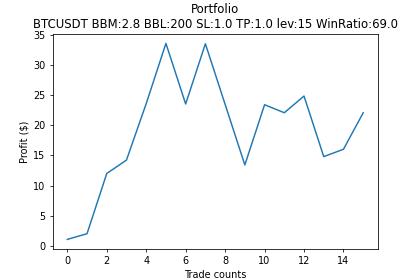 Portfolio
BTCUSDT BBM:2.8 BBL:200 SL:1.0 TP:1.0 lev:15 WinRatio:69.0
35
30
25
20
15
10
5
0
Profit ($)
0 2 4 6 8 10 12 14
Trade counts